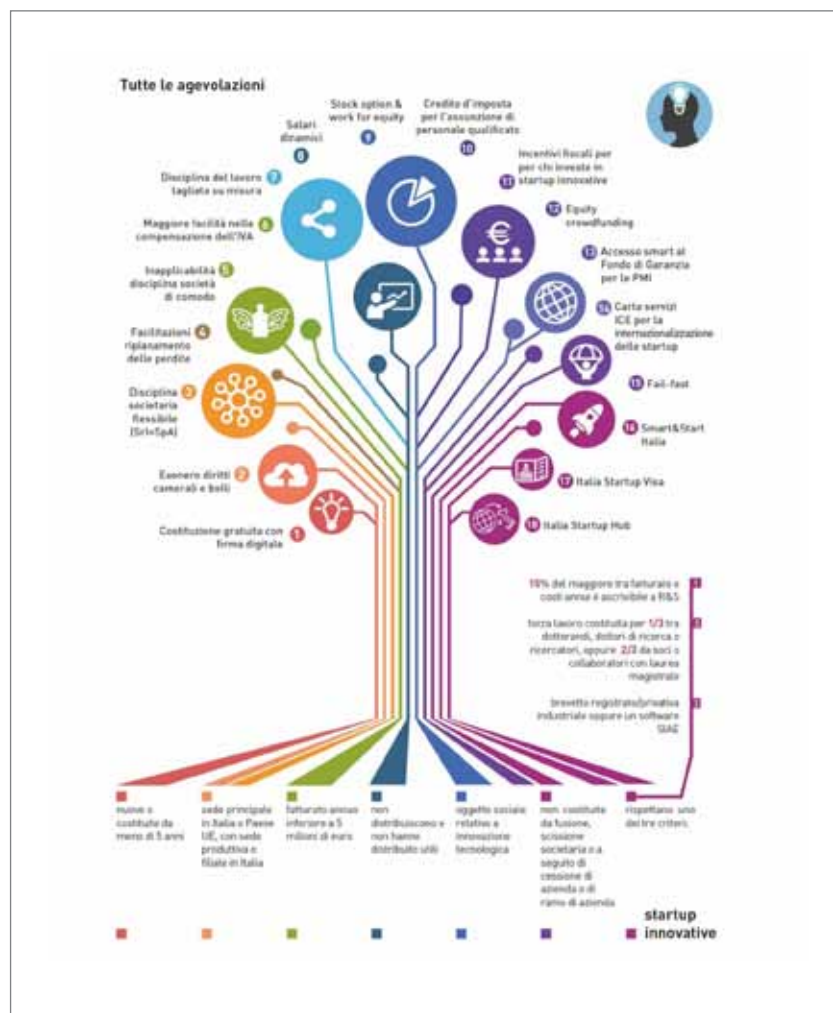 Tutte le agevolazioni
Stock option &
work for equity
9
Credito d'imposta
per l'assunzione di
personale qualificato
10
Salari
dinamici
8
Incentivi fiscali per
per chi investe in
startup innovative
11
Disciplina del lavoro
tagliata su misura
7
Equity
crowdfunding
12
Maggiore facilità nella
compensazione dell'IVA
6
Accesso smart al
Fondo di Garanzia
per le PMI
13
Inapplicabilità
disciplina società
di comodo
5
Carta servizi
ICE per la
internazionalizzazione
delle startup
14
Facilitazioni
ripianamento
delle perdite
4
Fail-fast
15
Disciplina
societaria
flessibile
(Srl=SpA)
3
Smart&Start
Italia
16
Esonero diritti
camerali e bolli
2
Italia Startup Visa
17
Costituzione gratuita con
firma digitale
1
Italia Startup Hub
18
€
15% del maggiore tra fatturato e
costi annui è ascrivibile a R&S
1
forza lavoro costituita per 1/3 tra
dottorandi, dottori di ricerca o
ricercatori, oppure 2/3 da soci o
collaboratori con laurea
magistrale
2
brevetto registrato/privativa
industriale oppure un software
SIAE
3
nuove o
costituite da
meno di 5 anni
sede principale
in Italia o Paese
UE, con sede
produttiva o
filiale in Italia
fatturato annuo
inferiore a 5
milioni di euro
non
distribuiscono e
non hanno
distribuito utili
oggetto sociale
relativo a
innovazione
tecnologica
non costituite
da fusione,
scissione
societaria o a
seguito di
cessione di
azienda o di
ramo di azienda
rispettano uno
dei tre criteri:
startup
innovative